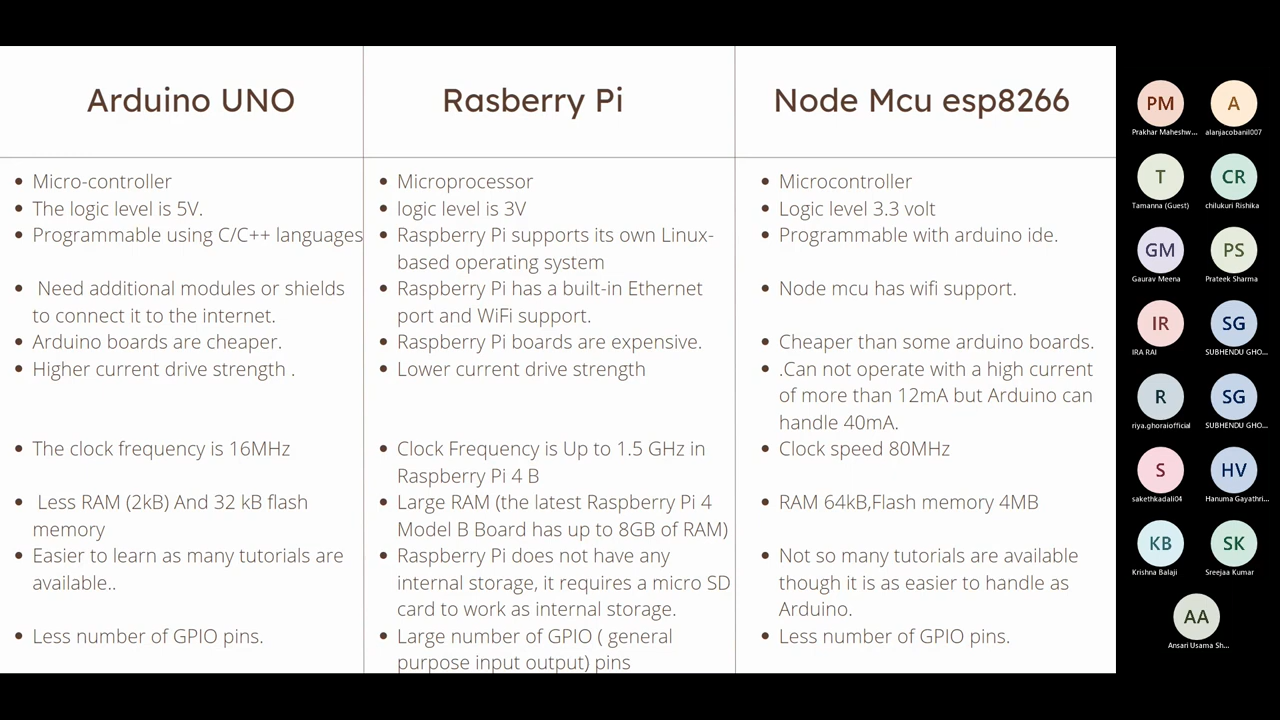 Arduino UNO
Rasberry Pi
Node Mcu esp8266
• Micro-controller
• The logic level is 5V.
• Programmable using C/C++ languages
• Need additional modules or shields
to connect it to the internet.
• Arduino boards are cheaper.
• Higher current drive strength .
• The clock frequency is 16MHz
• Less RAM (2kB) And 32 kB flash
memory
• Easier to learn as many tutorials are
available..
• Less number of GPIO pins.
• Microprocessor
• logic level is 3V
• Raspberry Pi supports its own Linux-
based operating system
• Raspberry Pi has a built-in Ethernet
port and WiFi support.
• Raspberry Pi boards are expensive.
• Lower current drive strength
• Clock Frequency is Up to 1.5 GHz in
Raspberry Pi 4 B
• Large RAM (the latest Raspberry Pi 4
Model B Board has up to 8GB of RAM)
• Raspberry Pi does not have any
internal storage, it requires a micro SD
card to work as internal storage.
• Large number of GPIO ( general
purpose input output) pins
• Microcontroller
• Logic level 3.3 volt
• Programmable with arduino ide.
• Node mcu has wifi support.
• Cheaper than some arduino boards.
• .Can not operate with a high current
of more than 12mA but Arduino can
handle 40mA.
• Clock speed 80MHz
• RAM 64kB,Flash memory 4MB
• Not so many tutorials are available
though it is as easier to handle as
Arduino.
• Less number of GPIO pins.
PM
A
Prakhar Maheshw...
alanjacobanil007
T
CR
Tamanna (Guest)
chilukuri Rishika
GM
PS
Gaurav Meena
Prateek Sharma
IR
SG
IRA RAI
SUBHENDU GHO...
R
SG
riya.ghoraiofficial
SUBHENDU GHO...
S
HV
sakethkadali04
Hanuma Gayathri...
KB
SK
Krishna Balaji
Sreejaa Kumar
AA
Ansari Usama Sh...